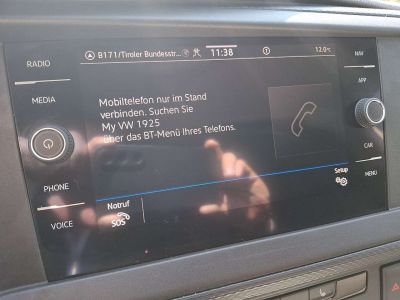 B171/Tiroler Bundesstr...
11:38
12.0°C
RADIO
MEDIA
PHONE
VOICE
Mobiltelefon nur im Stand
verbinden. Suchen Sie
My VW 1925
über das BT-Menü Ihres Telefons.
Notruf
SOS
Setup
NAV
APP
CAR
MENU